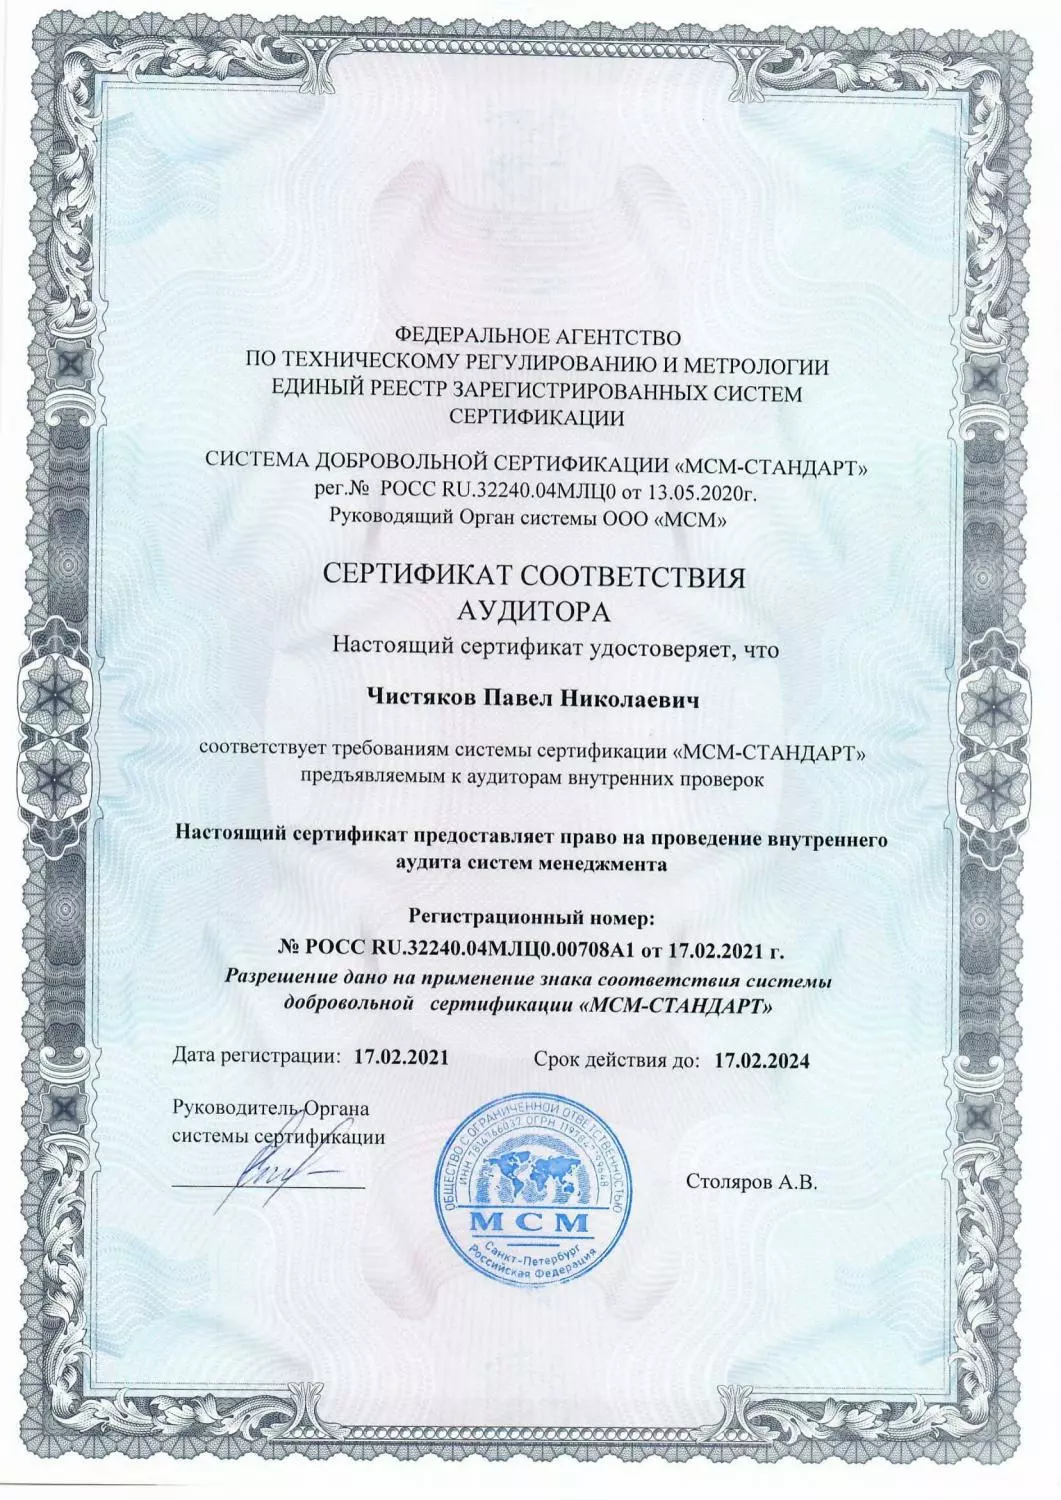 ФЕДЕРАЛЬНОЕ АГЕНТСТВО
ПО ТЕХНИЧЕСКОМУ РЕГУЛИРОВАНИЮ И МЕТРОЛОГИИ
ЕДИНЫЙ РЕЕСТР ЗАРЕГИСТРИРОВАННЫХ СИСТЕМ
СЕРТИФИКАЦИИ
СИСТЕМА ДОБРОВОЛЬНОЙ СЕРТИФИКАЦИИ «МСМ-СТАНДАРТ»
рег.№ РОСС RU.32240.04МЛЦ0 от 13.05.2020г.
Руководящий Орган системы ООО «МСМ»
СЕРТИФИКАТ СООТВЕТСТВИЯ
АУДИТОРА
Настоящий сертификат удостоверяет, что
Чистяков Павел Николаевич
соответствует требованиям системы сертификации «МСМ-СТАНДАРТ»
предъявляемым к аудиторам внутренних проверок
Настоящий сертификат предоставляет право на проведение внутреннего
аудита систем менеджмента
Регистрационный номер:
№ РОСС RU.32240.04МЛЦ0.00708А1 от 17.02.2021 г.
Разрешение дано на применение знака соответствия системы
добровольной сертификации «МСМ-СТАНДАРТ»
Дата регистрации: 17.02.2021 Срок действия до: 17.02.2024
Руководитель Органа
системы сертификации
Столяров А.В.
ОБЩЕСТВО С ОГРАНИЧЕННОЙ ОТВЕТСТВЕННОСТЬЮ
ИНН 7814766037 ОГРН
МСМ
Санкт-Петербург
Российская Федерация